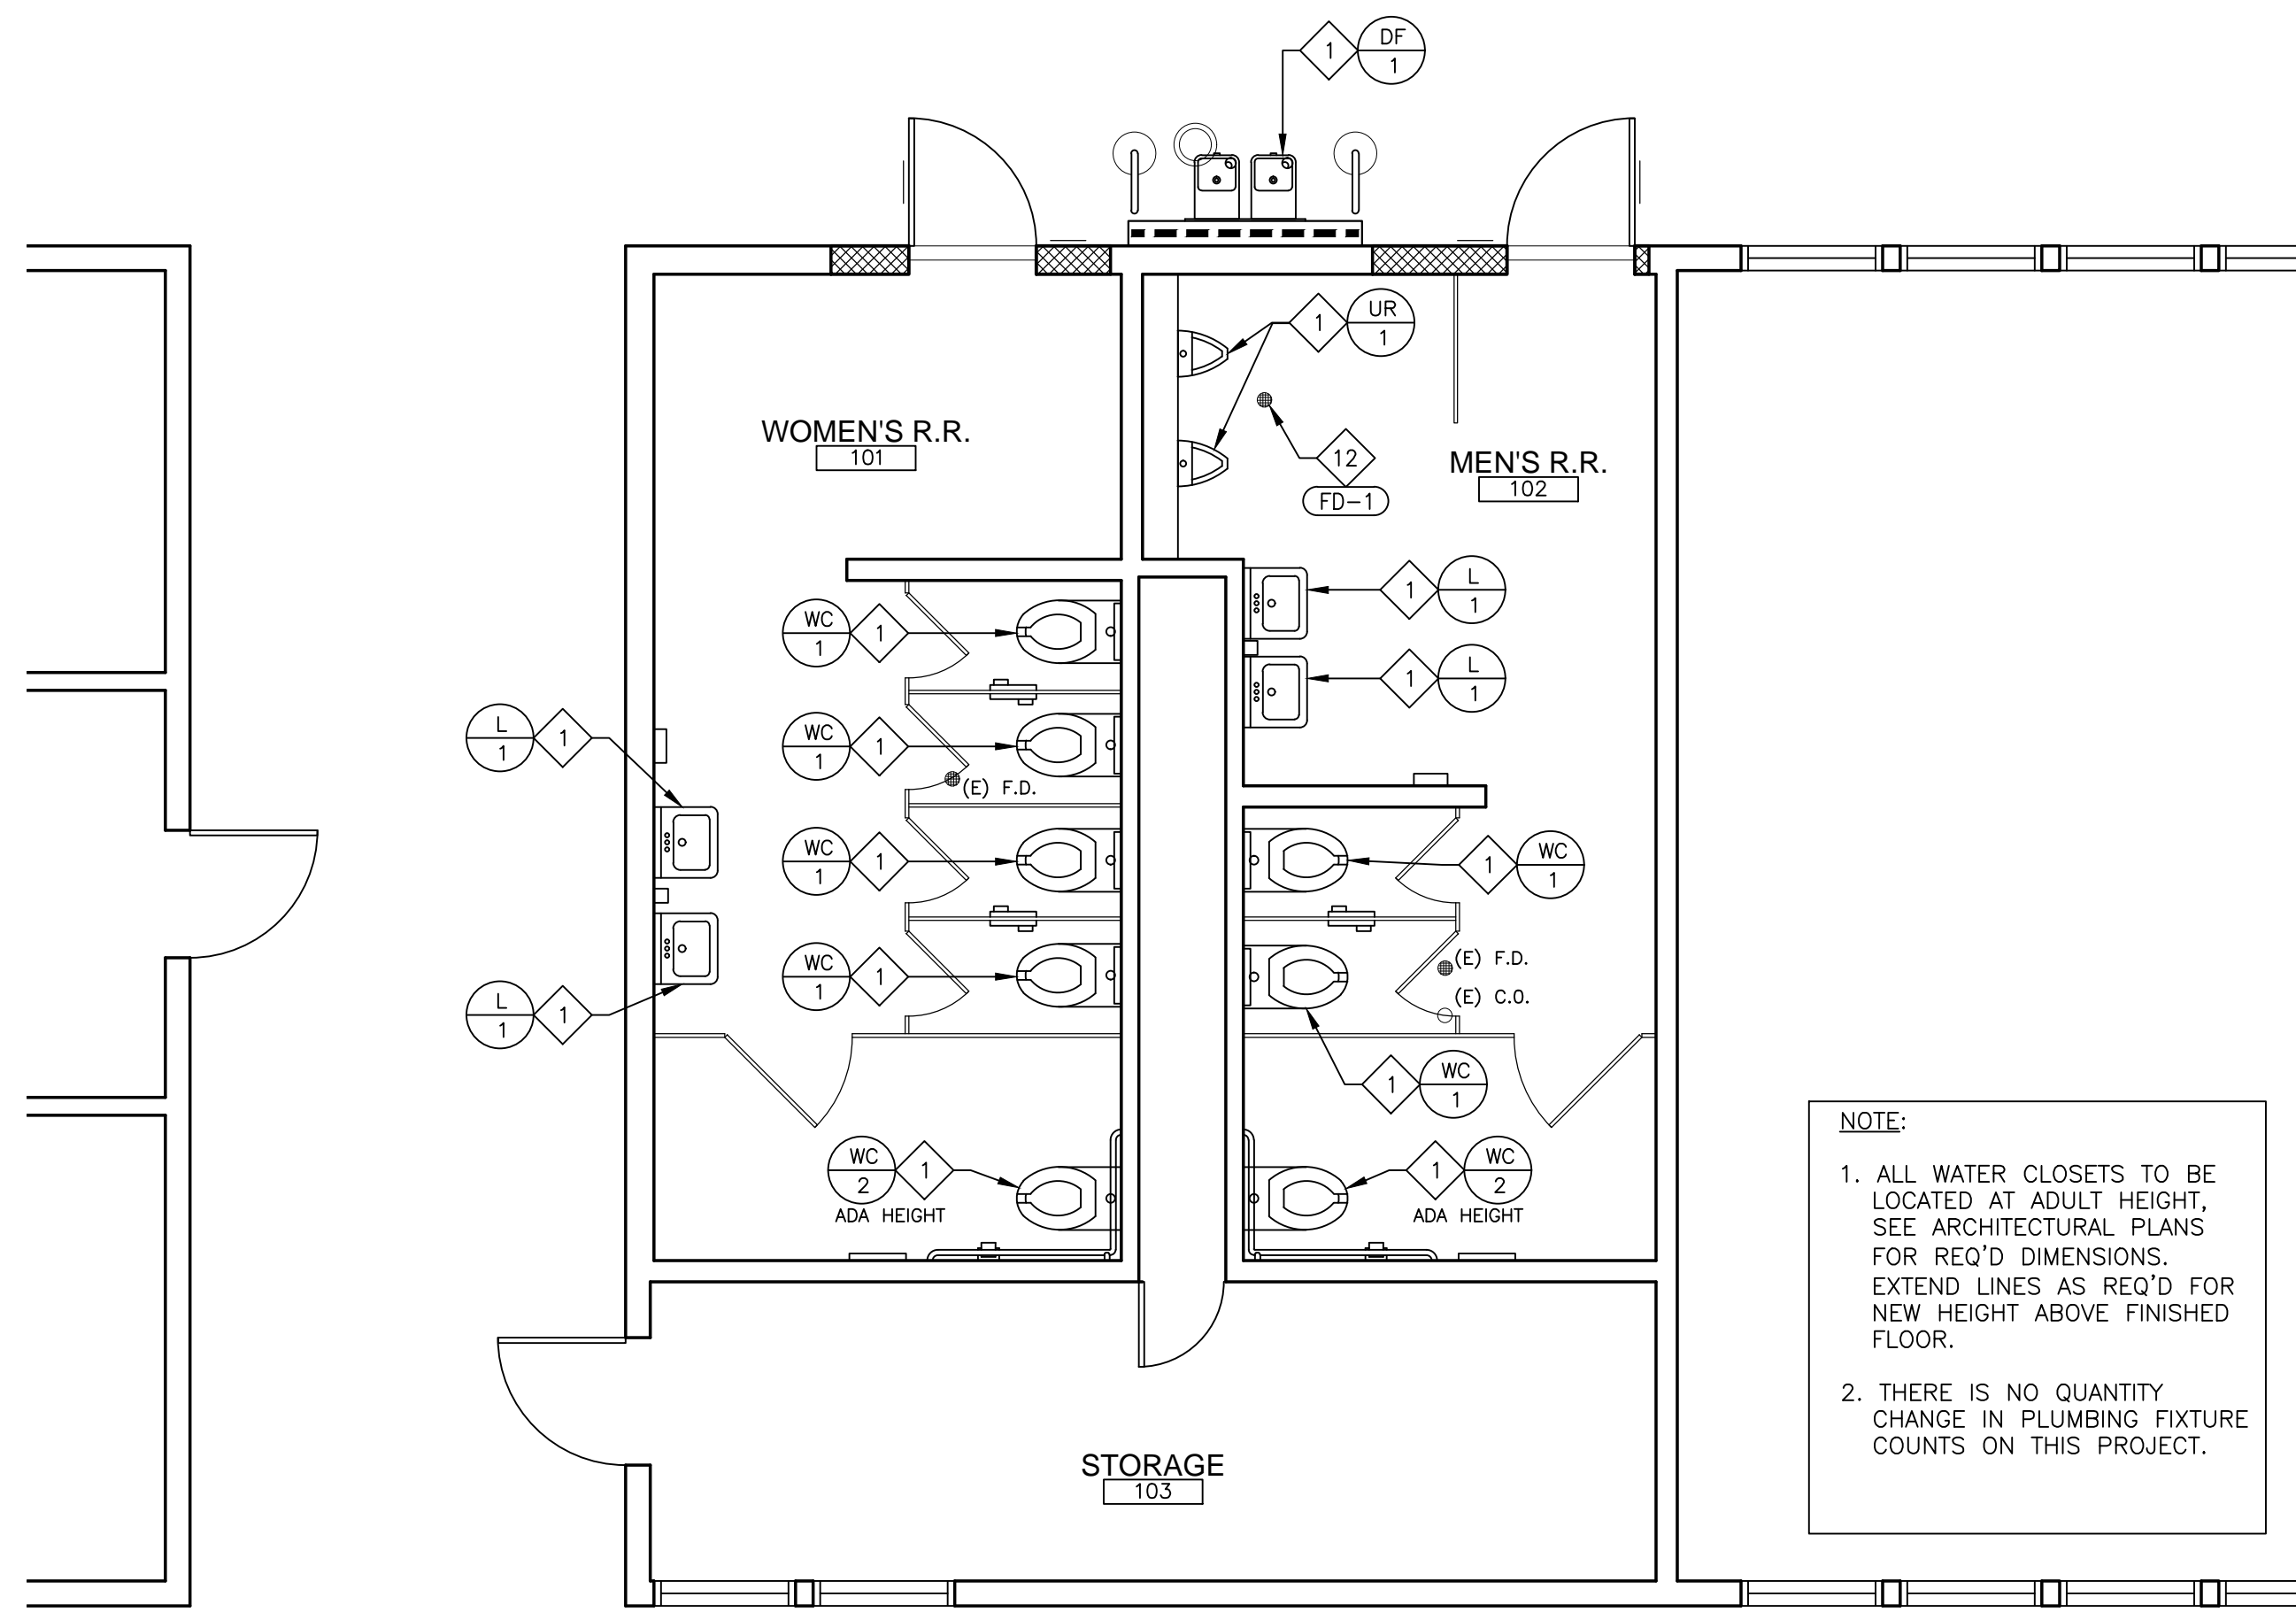 1
DF
1
1
UR
1
WOMEN'S R.R.
101
12
FD-1
MEN'S R.R.
102
1
L
1
WC
1
1
1
L
1
L
1
1
WC
1
1
(E) F.D.
WC
1
1
1
WC
1
WC
1
1
(E) F.D.
(E) C.O.
L
1
1
1
WC
1
WC
2
1
ADA HEIGHT
1
WC
2
ADA HEIGHT
STORAGE
103
NOTE:
1. ALL WATER CLOSETS TO BE
LOCATED AT ADULT HEIGHT,
SEE ARCHITECTURAL PLANS
FOR REQ'D DIMENSIONS.
EXTEND LINES AS REQ'D FOR
NEW HEIGHT ABOVE FINISHED
FLOOR.
2. THERE IS NO QUANTITY
CHANGE IN PLUMBING FIXTURE
COUNTS ON THIS PROJECT.